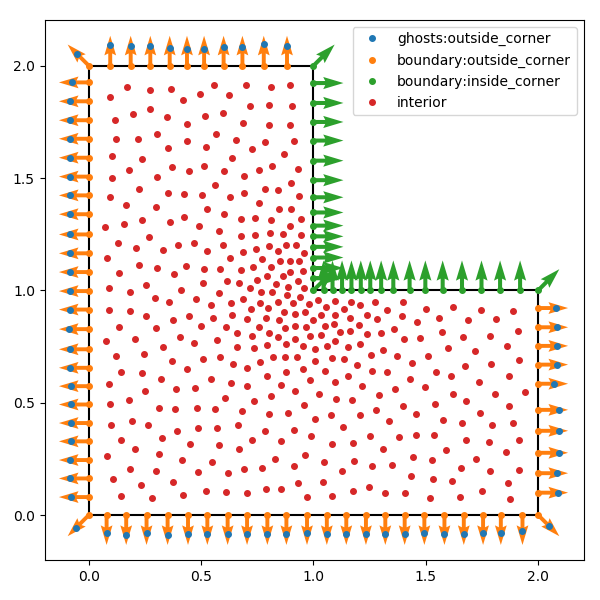 ghosts:outside_corner
boundary:outside_corner
boundary:inside_corner
interior
2.0
1.5
1.0
0.5
0.0
0.0 0.5 1.0 1.5 2.0